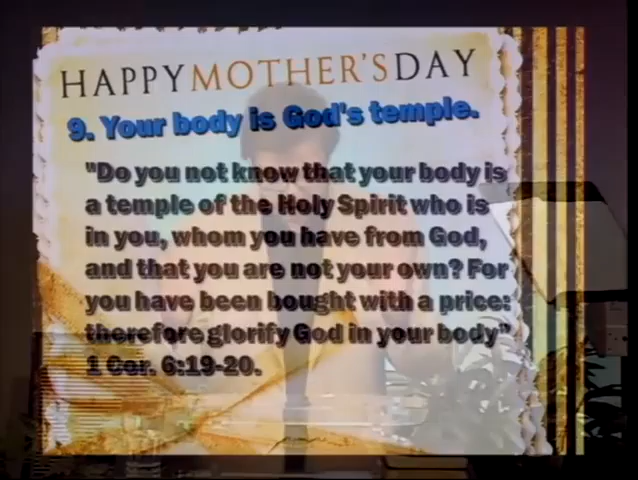 HAPPY MOTHER'S DAY
9. Your body is God's temple.
"Do you not know that your body is
a temple of the Holy Spirit who is
in you, whom you have from God,
and that you are not your own? For
you have been bought with a price:
therefore glorify God in your body"
1 Cor. 6:19-20.